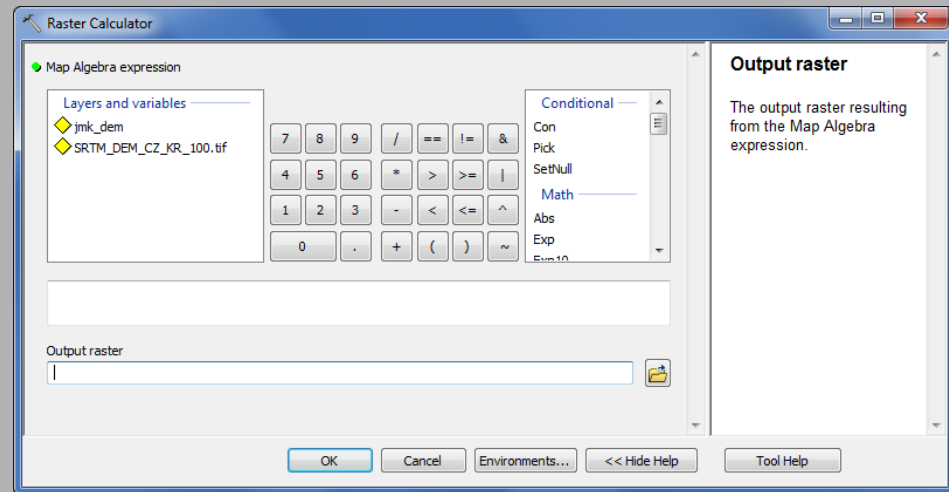 Raster Calculator
Map Algebra expression
Layers and variables
jmk_dem
SRTM_DEM_CZ_KR_100.tif
7 8 9 / == != &
4 5 6 * > >= |
1 2 3 - < <= ^
0 . + ( ) ~
Conditional
Con
Pick
SetNull
Math
Abs
Exp
Exp10
Output raster
OK Cancel Environments... << Hide Help Tool Help
Output raster
The output raster resulting
from the Map Algebra
expression.